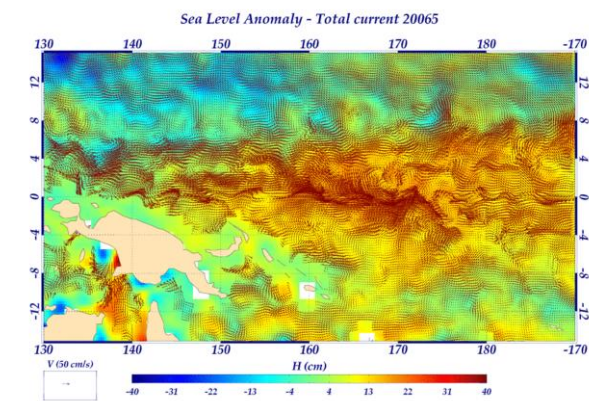 Sea Level Anomaly - Total current 20065
130 140 150 160 170 180 -170
12 12
8 8
4 4
0 0
-4 -4
-8 -8
-12 -12
130 140 150 160 170 180 -170
V (50 cm/s) H (cm)
-40 -31 -22 -13 -4 4 13 22 31 40